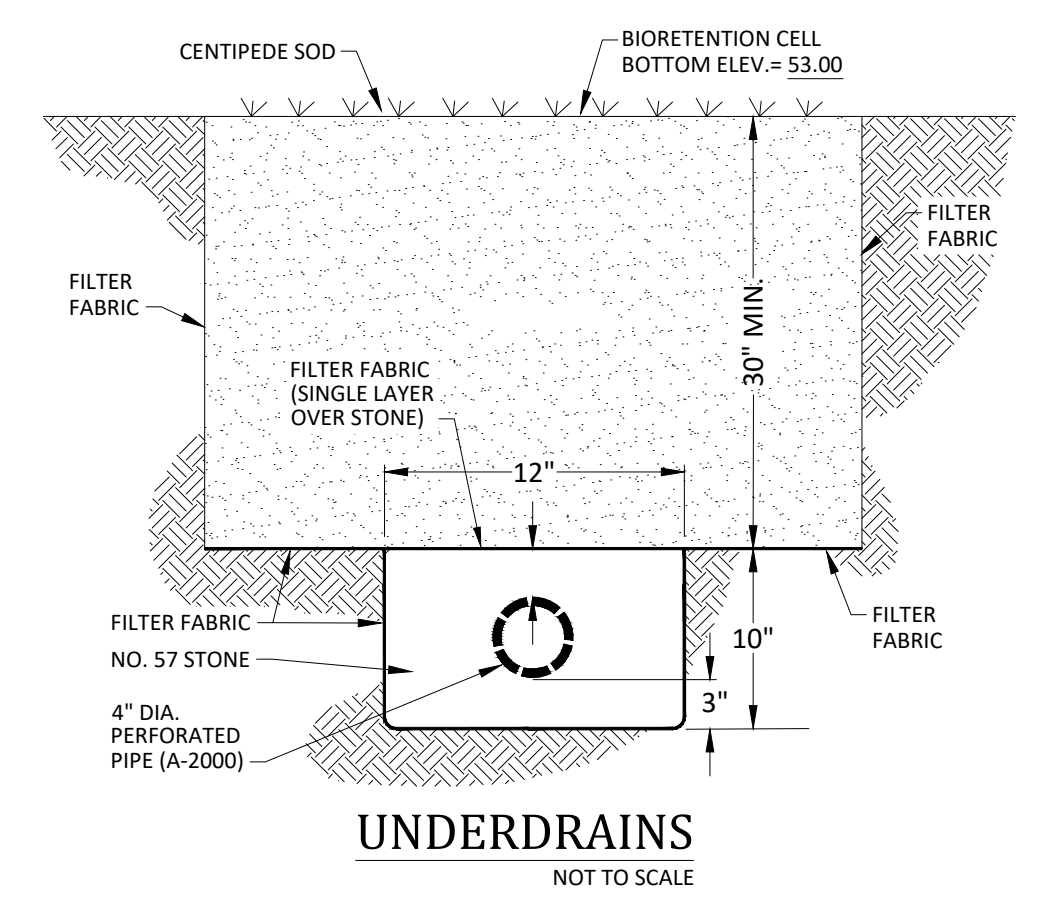 CENTIPEDE SOD
BIORETENTION CELL
BOTTOM ELEV.= 53.00
FILTER
FABRIC
FILTER
FABRIC
30" MIN.
FILTER FABRIC
(SINGLE LAYER
OVER STONE)
12"
FILTER FABRIC
NO. 57 STONE
4" DIA.
PERFORATED
PIPE (A-2000)
10"
3"
FILTER
FABRIC
UNDERDRAINS
NOT TO SCALE